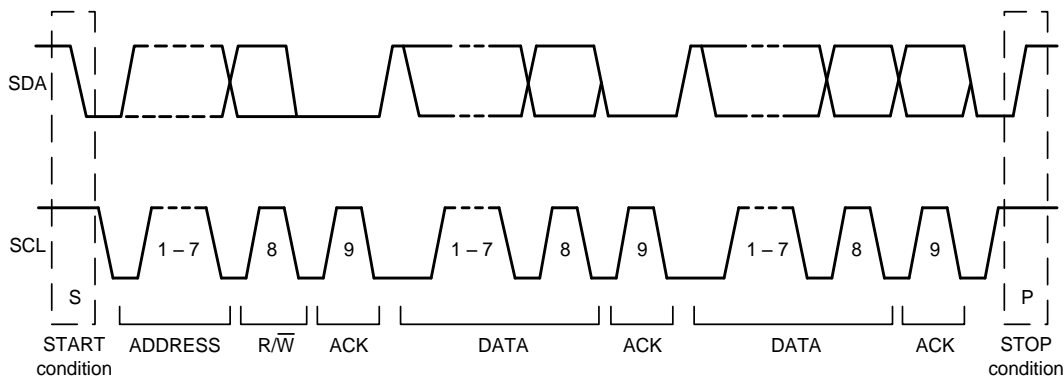 SDA
SCL
1 – 7
8
9
1 – 7
8
9
1 – 7
8
9
S
P
START
condition
ADDRESS
R/W̅
ACK
DATA
ACK
DATA
ACK
STOP
condition